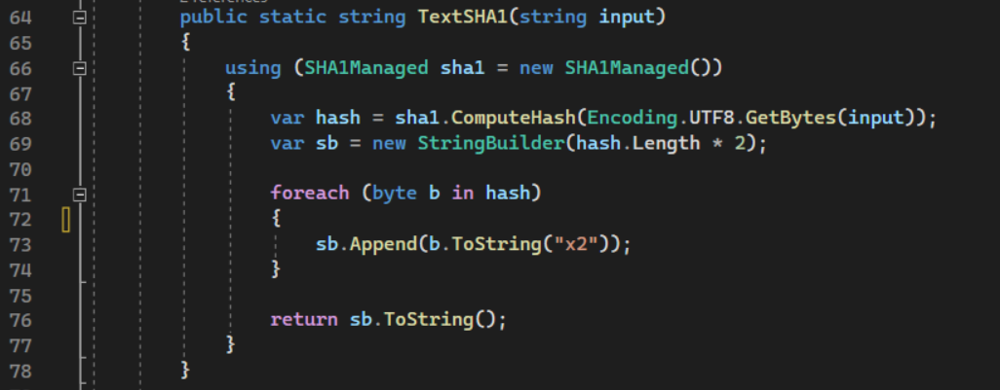 2 references
64 public static string TextSHA1(string input)
65 {
66 using (SHA1Managed sha1 = new SHA1Managed())
67 {
68 var hash = sha1.ComputeHash(Encoding.UTF8.GetBytes(input));
69 var sb = new StringBuilder(hash.Length * 2);
70
71 foreach (byte b in hash)
72 {
73 sb.Append(b.ToString("x2"));
74 }
75
76 return sb.ToString();
77 }
78 }